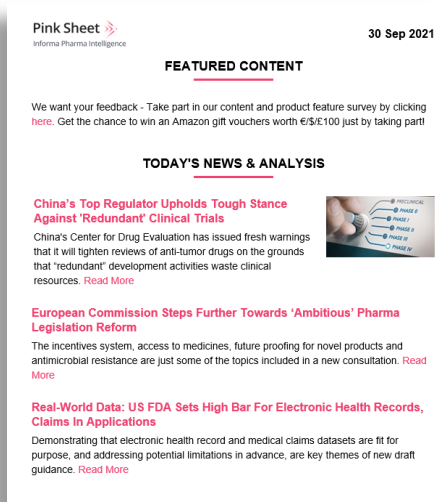 Pink Sheet
Informa Pharma Intelligence
30 Sep 2021
FEATURED CONTENT
We want your feedback - Take part in our content and product feature survey by clicking
here. Get the chance to win an Amazon gift vouchers worth €/$/£100 just by taking part!
TODAY'S NEWS & ANALYSIS
China’s Top Regulator Upholds Tough Stance
Against 'Redundant' Clinical Trials
China's Center for Drug Evaluation has issued fresh warnings
that it will tighten reviews of anti-tumor drugs on the grounds
that “redundant” development activities waste clinical
resources. Read More
PRECLINICAL
PHASE 0
PHASE I
PHASE II
PHASE III
PHASE IV
European Commission Steps Further Towards ‘Ambitious’ Pharma
Legislation Reform
The incentives system, access to medicines, future proofing for novel products and
antimicrobial resistance are just some of the topics included in a new consultation. Read
More
Real-World Data: US FDA Sets High Bar For Electronic Health Records,
Claims In Applications
Demonstrating that electronic health record and medical claims datasets are fit for
purpose, and addressing potential limitations in advance, are key themes of new draft
guidance. Read More